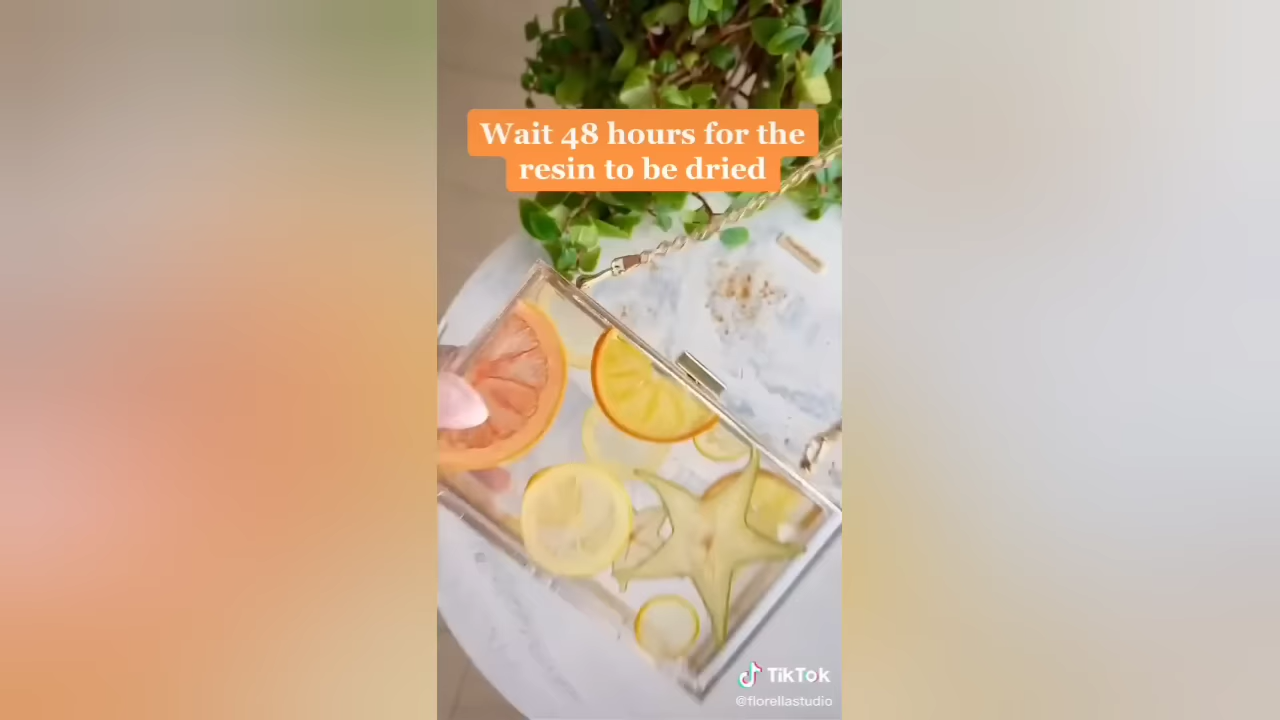 Wait 48 hours for the
resin to be dried
TikTok
@florellastudio